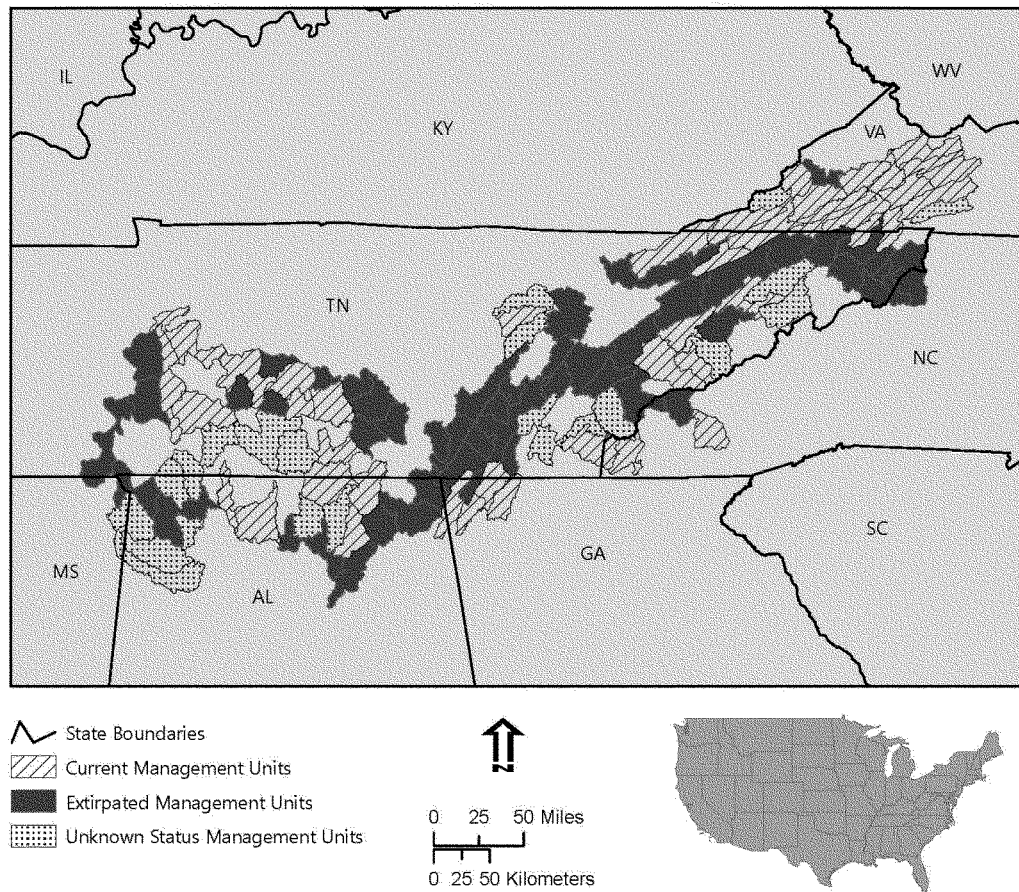 IL
WV
KY
VA
TN
NC
MS
AL
GA
SC
State Boundaries
Current Management Units
Extirpated Management Units
Unknown Status Management Units
N
0 25 50 Miles
0 25 50 Kilometers